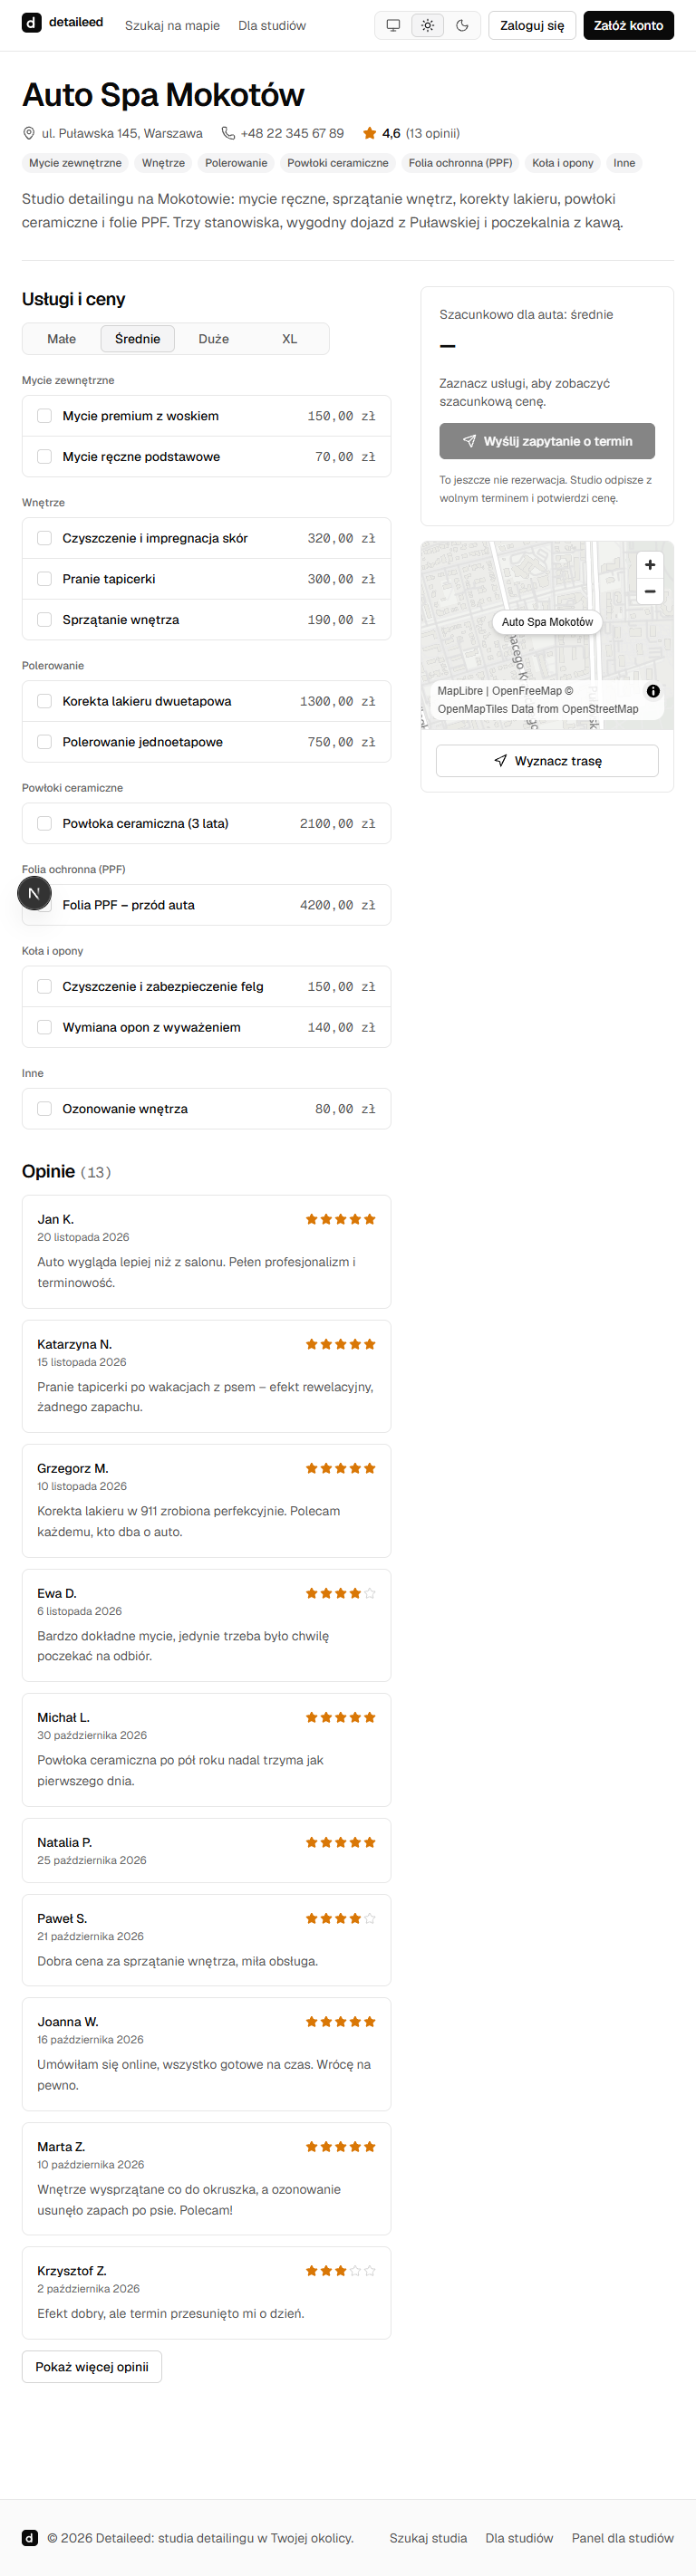 d detaileed
Szukaj na mapie
Dla studiów
Zaloguj się
Załóż konto
Auto Spa Mokotów
ul. Puławska 145, Warszawa
+48 22 345 67 89
4,6 (13 opinii)
Mycie zewnętrzne
Wnętrze
Polerowanie
Powłoki ceramiczne
Folia ochronna (PPF)
Koła i opony
Inne
Studio detailingu na Mokotowie: mycie ręczne, sprzątanie wnętrz, korekty lakieru, powłoki
ceramiczne i folie PPF. Trzy stanowiska, wygodny dojazd z Puławskiej i poczekalnia z kawą.
Usługi i ceny
Małe
Średnie
Duże
XL
Mycie zewnętrzne
Mycie premium z woskiem 150,00 zł
Mycie ręczne podstawowe 70,00 zł
Wnętrze
Czyszczenie i impregnacja skór 320,00 zł
Pranie tapicerki 300,00 zł
Sprzątanie wnętrza 190,00 zł
Polerowanie
Korekta lakieru dwuetapowa 1300,00 zł
Polerowanie jednoetapowe 750,00 zł
Powłoki ceramiczne
Powłoka ceramiczna (3 lata) 2100,00 zł
Folia ochronna (PPF)
N
Folia PPF – przód auta 4200,00 zł
Koła i opony
Czyszczenie i zabezpieczenie felg 150,00 zł
Wymiana opon z wyważeniem 140,00 zł
Inne
Ozonowanie wnętrza 80,00 zł
Szacunkowo dla auta: średnie
—
Zaznacz usługi, aby zobaczyć
szacunkową cenę.
Wyślij zapytanie o termin
To jeszcze nie rezerwacja. Studio odpisze z
wolnym terminem i potwierdzi cenę.
Auto Spa Mokotów
MapLibre | OpenFreeMap ©
OpenMapTiles Data from OpenStreetMap
Wyznacz trasę
Opinie (13)
Jan K.
20 listopada 2026
Auto wygląda lepiej niż z salonu. Pełen profesjonalizm i
terminowość.
Katarzyna N.
15 listopada 2026
Pranie tapicerki po wakacjach z psem – efekt rewelacyjny,
żadnego zapachu.
Grzegorz M.
10 listopada 2026
Korekta lakieru w 911 zrobiona perfekcyjnie. Polecam
każdemu, kto dba o auto.
Ewa D.
6 listopada 2026
Bardzo dokładne mycie, jedynie trzeba było chwilę
poczekać na odbiór.
Michał L.
30 października 2026
Powłoka ceramiczna po pół roku nadal trzyma jak
pierwszego dnia.
Natalia P.
25 października 2026
Paweł S.
21 października 2026
Dobra cena za sprzątanie wnętrza, miła obsługa.
Joanna W.
16 października 2026
Umówiłam się online, wszystko gotowe na czas. Wrócę na
pewno.
Marta Z.
10 października 2026
Wnętrze wysprzątane co do okruszka, a ozonowanie
usunęło zapach po psie. Polecam!
Krzysztof Z.
2 października 2026
Efekt dobry, ale termin przesunięto mi o dzień.
Pokaż więcej opinii
d © 2026 Detaileed: studia detailingu w Twojej okolicy.
Szukaj studia
Dla studiów
Panel dla studiów